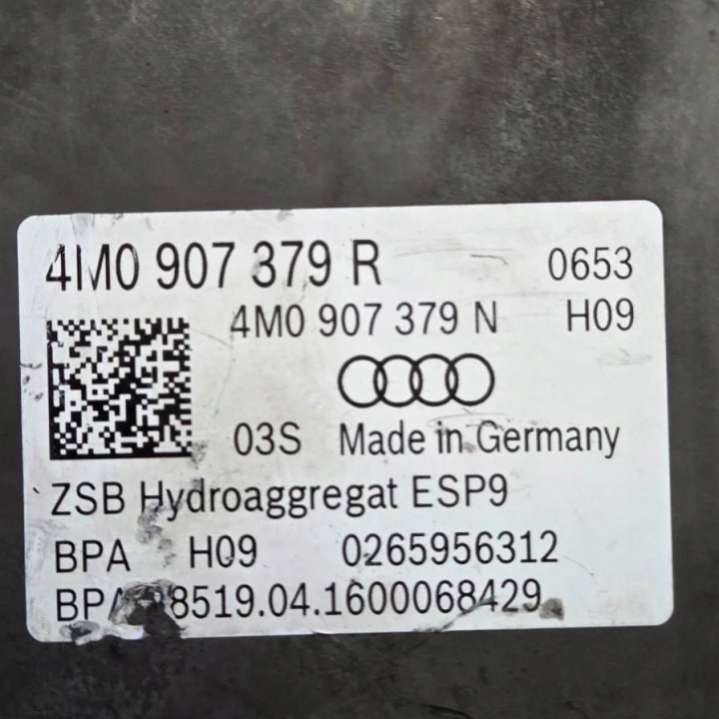 4M0 907 379 R 0653
4M0 907 379 N H09
03S Made in Germany
ZSB Hydroaggregat ESP9
BPA H09 0265956312
8519.04.1600068429